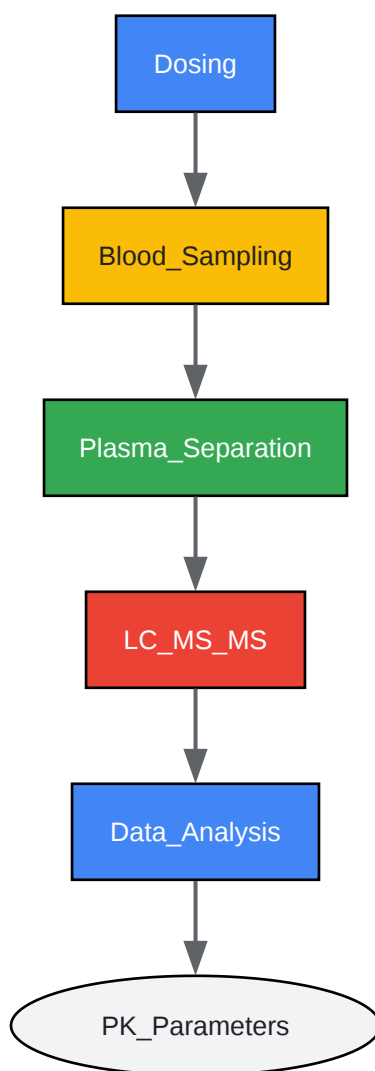 Dosing
Blood_Sampling
Plasma_Separation
LC_MS_MS
Data_Analysis
PK_Parameters